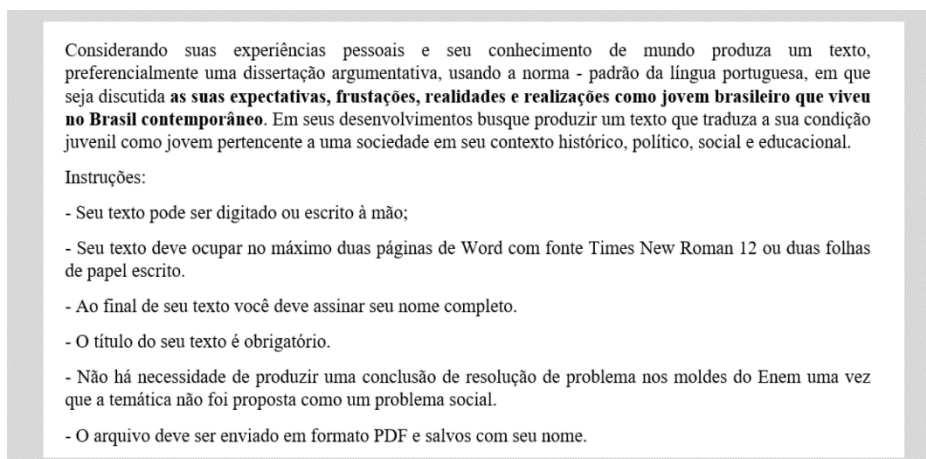 Considerando suas experiências pessoais e seu conhecimento de mundo produza um texto,
preferencialmente uma dissertação argumentativa, usando a norma - padrão da língua portuguesa, em que
seja discutida as suas expectativas, frustações, realidades e realizações como jovem brasileiro que viveu
no Brasil contemporâneo. Em seus desenvolvimentos busque produzir um texto que traduza a sua condição
juvenil como jovem pertencente a uma sociedade em seu contexto histórico, político, social e educacional.
Instruções:
- Seu texto pode ser digitado ou escrito à mão;
- Seu texto deve ocupar no máximo duas páginas de Word com fonte Times New Roman 12 ou duas folhas
de papel escrito.
- Ao final de seu texto você deve assinar seu nome completo.
- O título do seu texto é obrigatório.
- Não há necessidade de produzir uma conclusão de resolução de problema nos moldes do Enem uma vez
que a temática não foi proposta como um problema social.
- O arquivo deve ser enviado em formato PDF e salvos com seu nome.